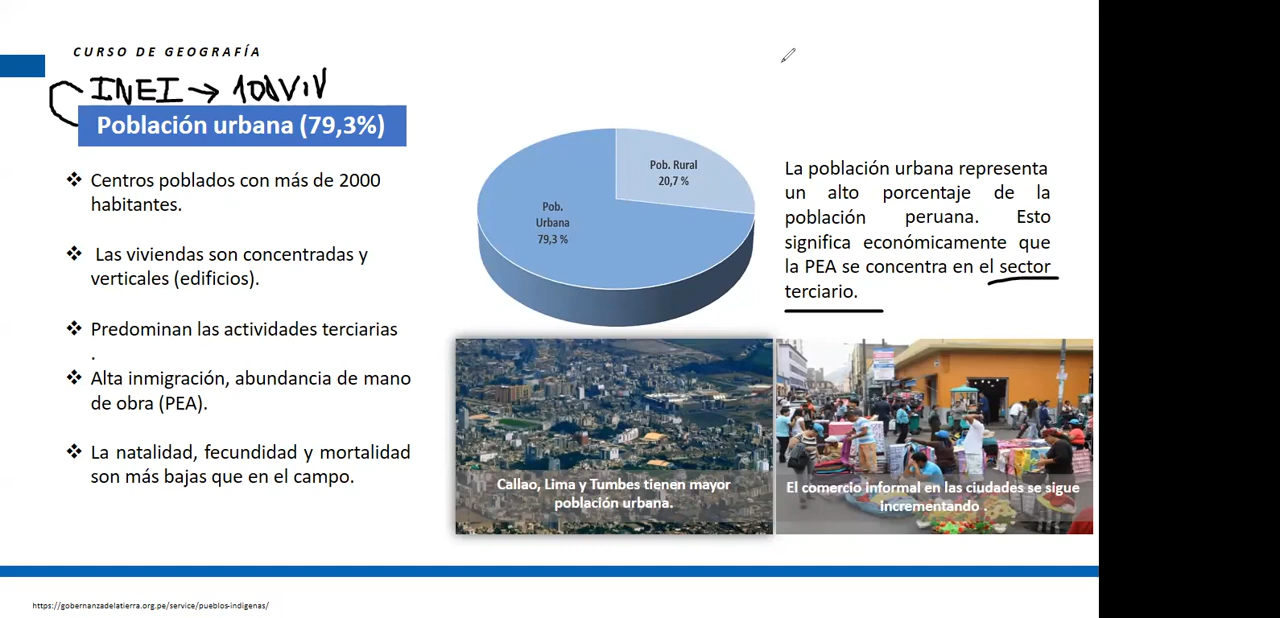 CURSO DE GEOGRAFÍA
INEI → 100 VIV
Población urbana (79,3%)
❖ Centros poblados con más de 2000
habitantes.
❖ Las viviendas son concentradas y
verticales (edificios).
❖ Predominan las actividades terciarias
.
❖ Alta inmigración, abundancia de mano
de obra (PEA).
❖ La natalidad, fecundidad y mortalidad
son más bajas que en el campo.
Pob. Rural
20,7 %
Pob.
Urbana
79,3 %
La población urbana representa
un alto porcentaje de la
población peruana. Esto
significa económicamente que
la PEA se concentra en el sector
terciario.
Callao, Lima y Tumbes tienen mayor
población urbana.
El comercio informal en las ciudades se sigue
incrementando .
https://gobernanzadelatierra.org.pe/service/pueblos-indigenas/